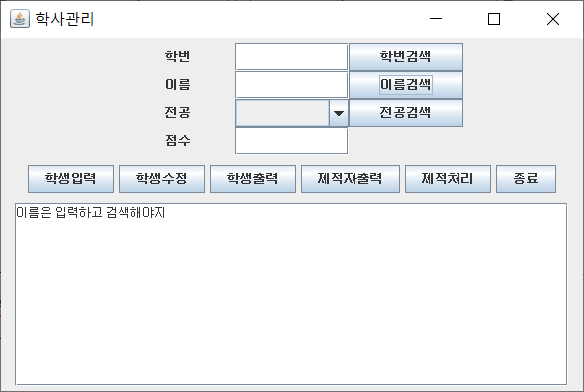 학사관리
학번 학번검색
이름 이름검색
전공 전공검색
점수
학생입력 학생수정 학생출력 제적자출력 제적처리 종료
이름은 입력하고 검색해야지